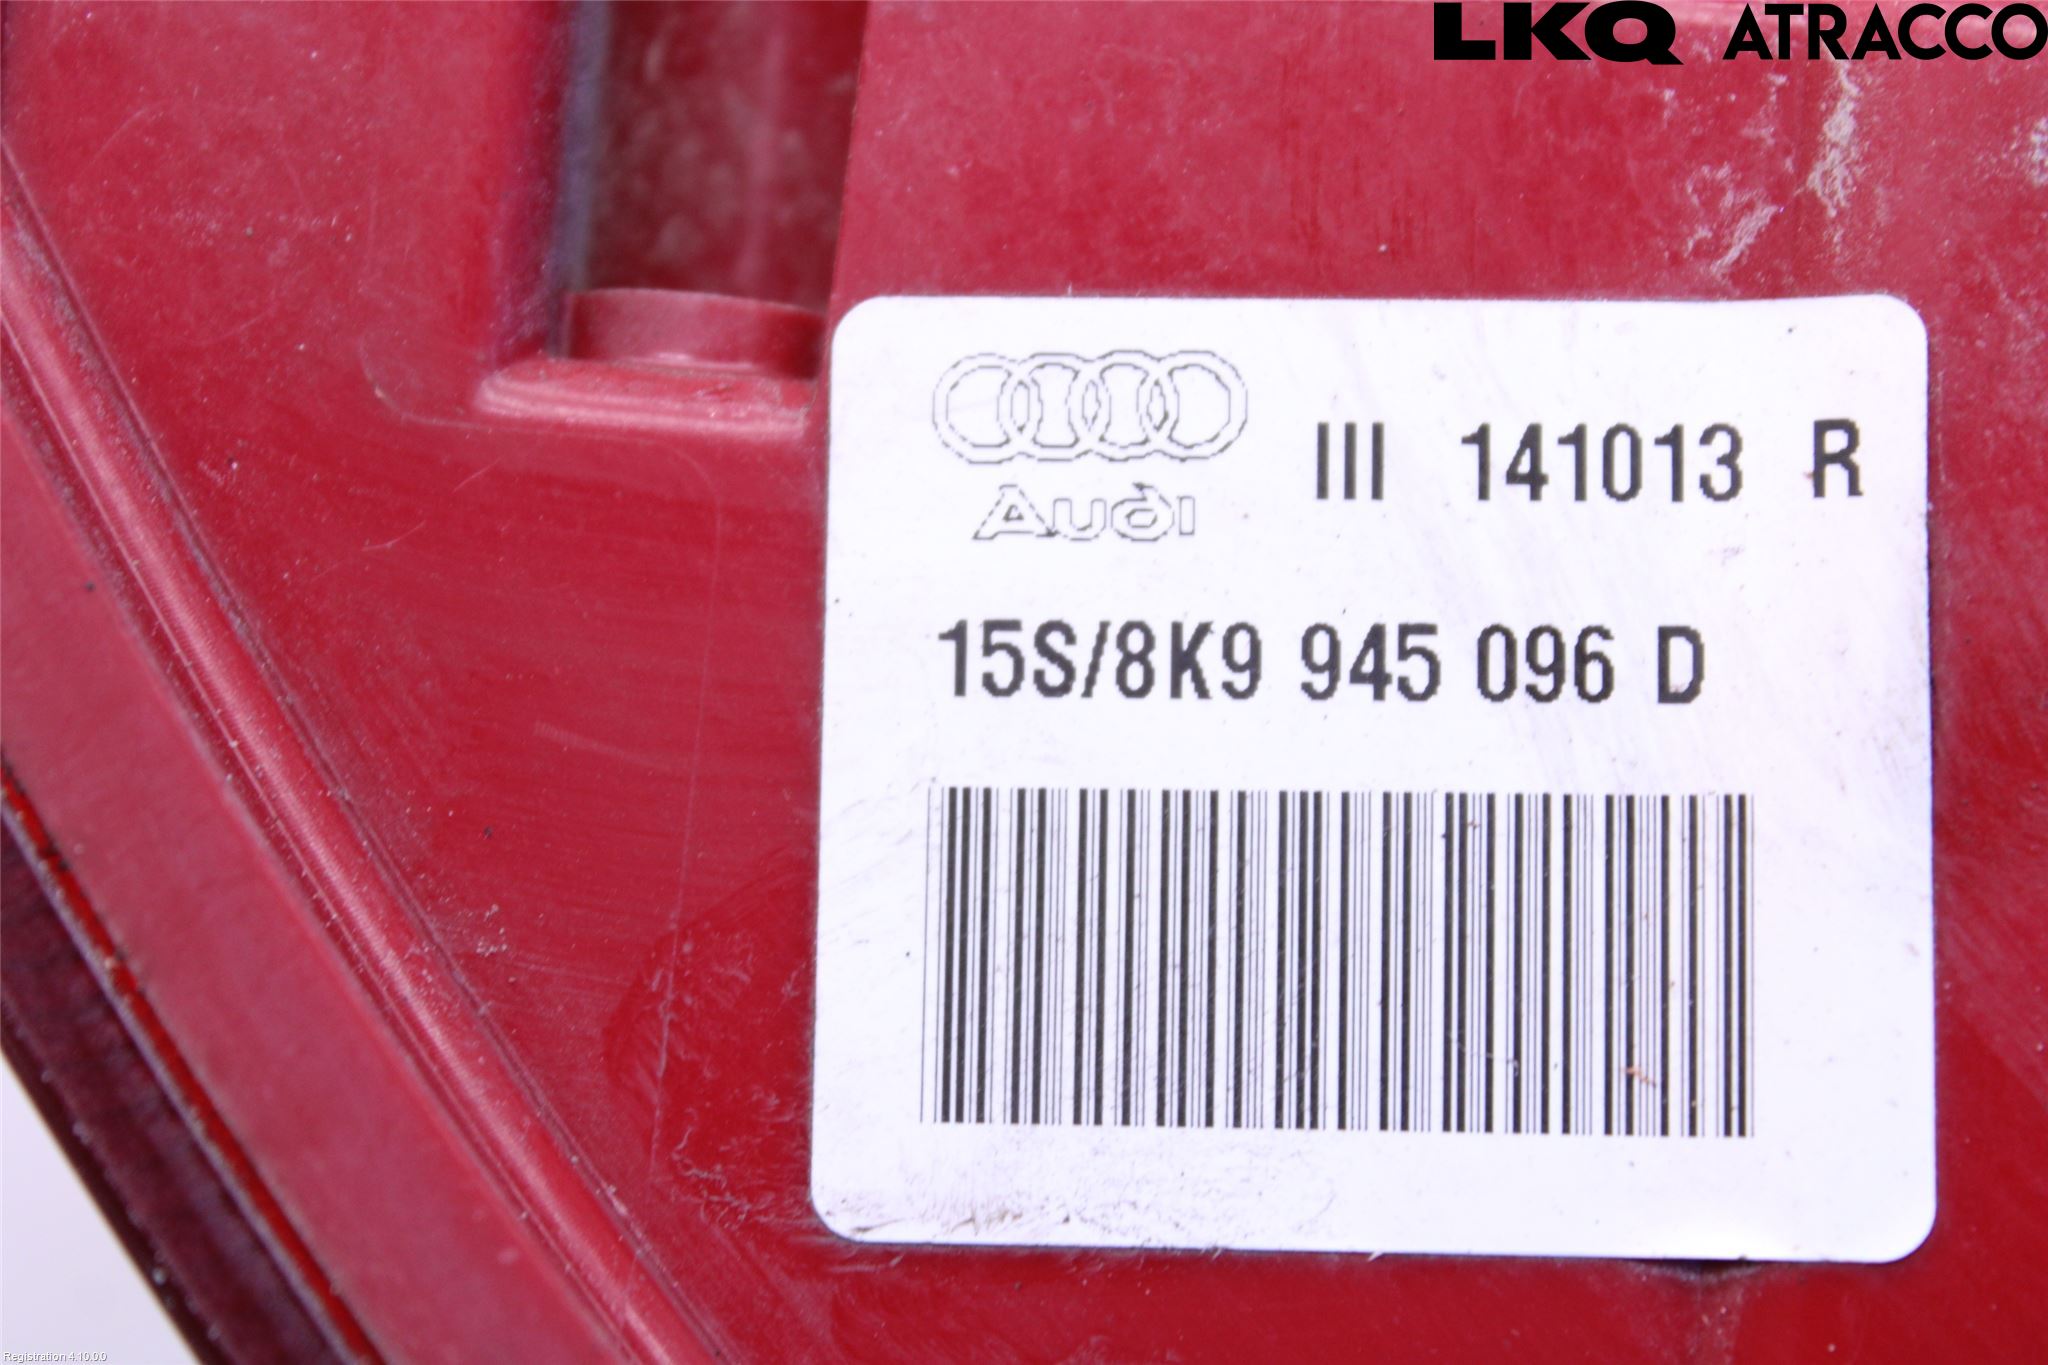 LKQ ATRACCO
Audi
III 141013 R
15S/8K9 945 096 D
Registration 4.10.0.0